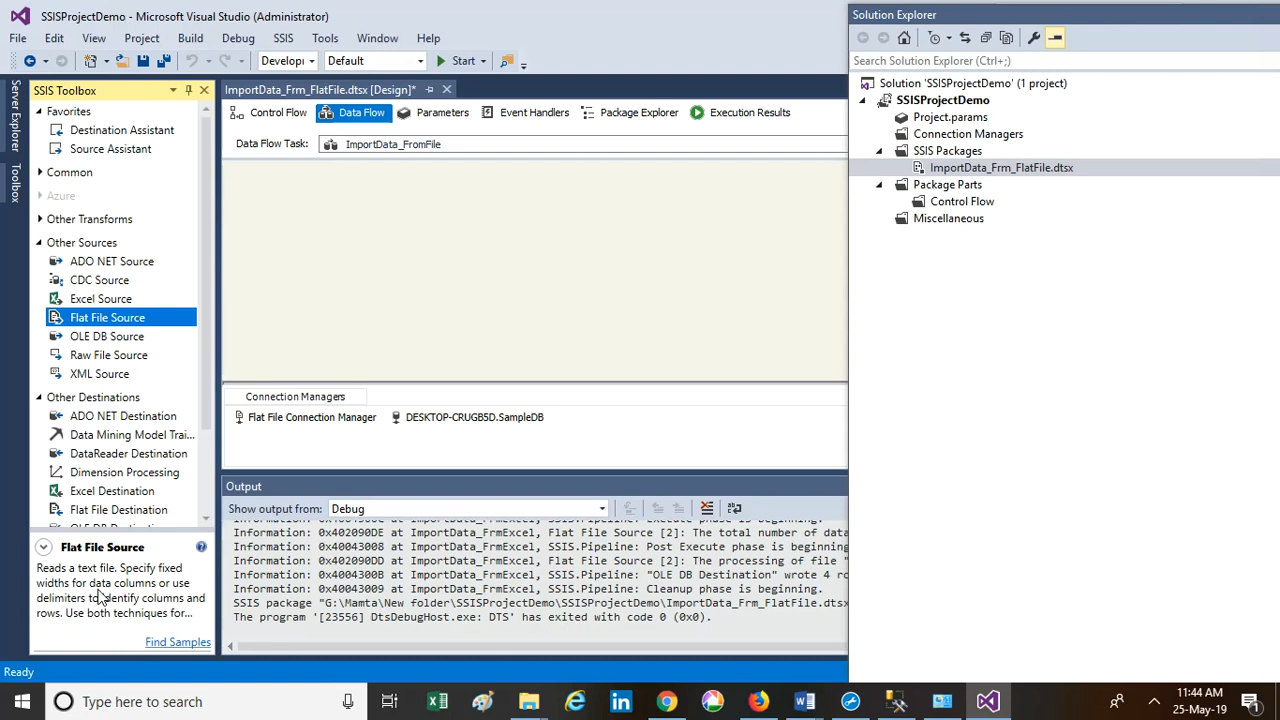 SSISProjectDemo - Microsoft Visual Studio (Administrator)
File Edit View Project Build Debug SSIS Tools Window Help
Developi Default Start
Server Explorer
Toolbox
SSIS Toolbox
Favorites
Destination Assistant
Source Assistant
Common
Azure
Other Transforms
Other Sources
ADO NET Source
CDC Source
Excel Source
Flat File Source
OLE DB Source
Raw File Source
XML Source
Other Destinations
ADO NET Destination
Data Mining Model Trai...
DataReader Destination
Dimension Processing
Excel Destination
Flat File Destination
Flat File Source
Reads a text file. Specify fixed
widths for data columns or use
delimiters to identify columns and
rows. Use both techniques for...
Find Samples
ImportData_Frm_FlatFile.dtsx [Design]*
Control Flow Data Flow Parameters Event Handlers Package Explorer Execution Results
Data Flow Task: ImportData_FromFile
Connection Managers
Flat File Connection Manager DESKTOP-CRUGB5D.SampleDB
Output
Show output from: Debug
Information: 0x402090DE at ImportData_FrmExcel, Flat File Source [2]: The total number of data
Information: 0x40043008 at ImportData_FrmExcel, SSIS.Pipeline: Post Execute phase is beginning
Information: 0x402090DD at ImportData_FrmExcel, Flat File Source [2]: The processing of file "
Information: 0x4004300B at ImportData_FrmExcel, SSIS.Pipeline: "OLE DB Destination" wrote 4 ro
Information: 0x40043009 at ImportData_FrmExcel, SSIS.Pipeline: Cleanup phase is beginning.
SSIS package "G:\Mamta\New folder\SSISProjectDemo\SSISProjectDemo\ImportData_Frm_FlatFile.dtsx
The program '[23556] DtsDebugHost.exe: DTS' has exited with code 0 (0x0).
Solution Explorer
Search Solution Explorer (Ctrl+;)
Solution 'SSISProjectDemo' (1 project)
SSISProjectDemo
Project.params
Connection Managers
SSIS Packages
ImportData_Frm_FlatFile.dtsx
Package Parts
Control Flow
Miscellaneous
Ready
Type here to search
11:44 AM
25-May-19